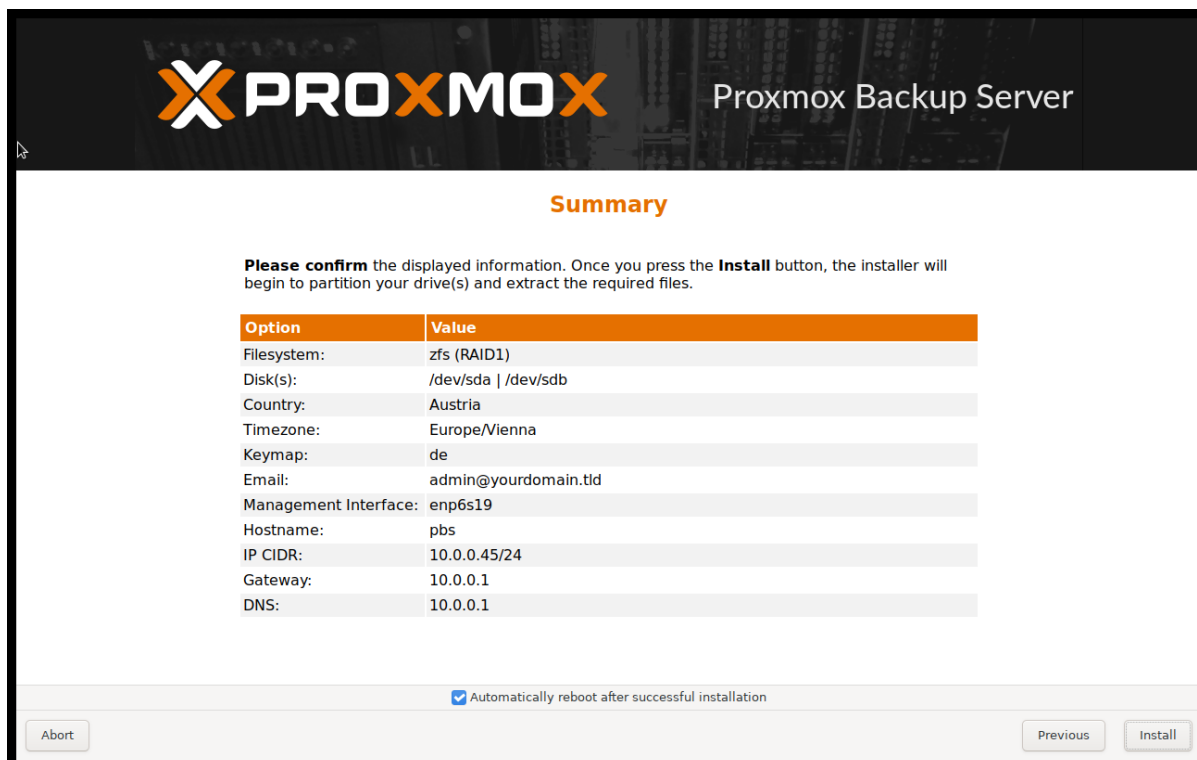 PROXMOX Proxmox Backup Server
LL
Summary
Please confirm the displayed information. Once you press the Install button, the installer will
begin to partition your drive(s) and extract the required files.
Option Value
Filesystem: zfs (RAID1)
Disk(s): /dev/sda | /dev/sdb
Country: Austria
Timezone: Europe/Vienna
Keymap: de
Email: admin@yourdomain.tld
Management Interface: enp6s19
Hostname: pbs
IP CIDR: 10.0.0.45/24
Gateway: 10.0.0.1
DNS: 10.0.0.1
Automatically reboot after successful installation
Abort Previous Install